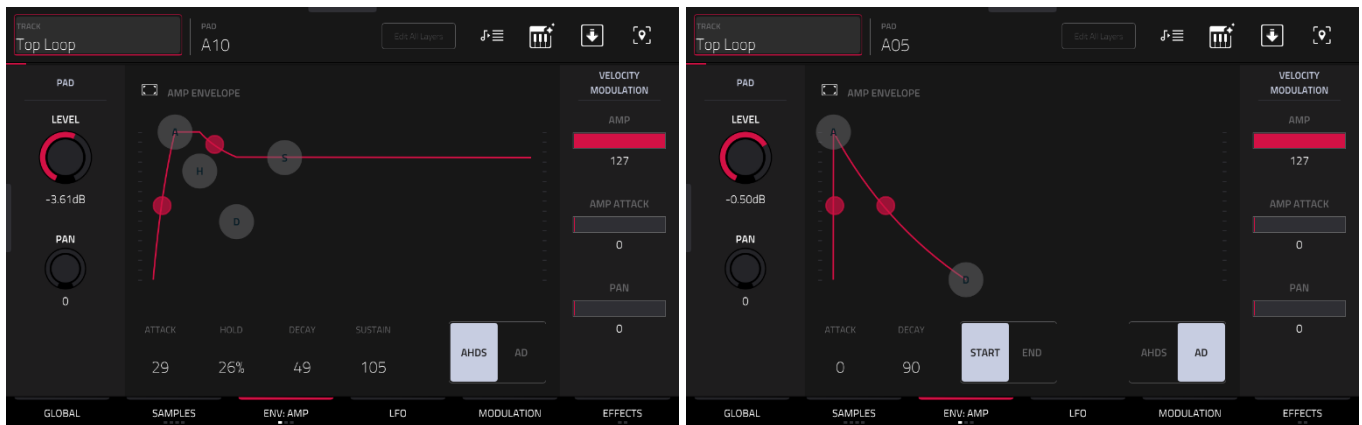 TRACK
Top Loop
PAD
A10
Edit All Layers
PAD
LEVEL
-3.61dB
PAN
0
AMP ENVELOPE
A
H
S
D
ATTACK
HOLD
DECAY
SUSTAIN
29
26%
49
105
AHDS
AD
VELOCITY
MODULATION
AMP
127
AMP ATTACK
0
PAN
0
GLOBAL
SAMPLES
ENV: AMP
LFO
MODULATION
EFFECTS
TRACK
Top Loop
PAD
A05
Edit All Layers
PAD
LEVEL
-0.50dB
PAN
0
AMP ENVELOPE
A
D
ATTACK
DECAY
0
90
START
END
AHDS
AD
VELOCITY
MODULATION
AMP
127
AMP ATTACK
0
PAN
0
GLOBAL
SAMPLES
ENV: AMP
LFO
MODULATION
EFFECTS